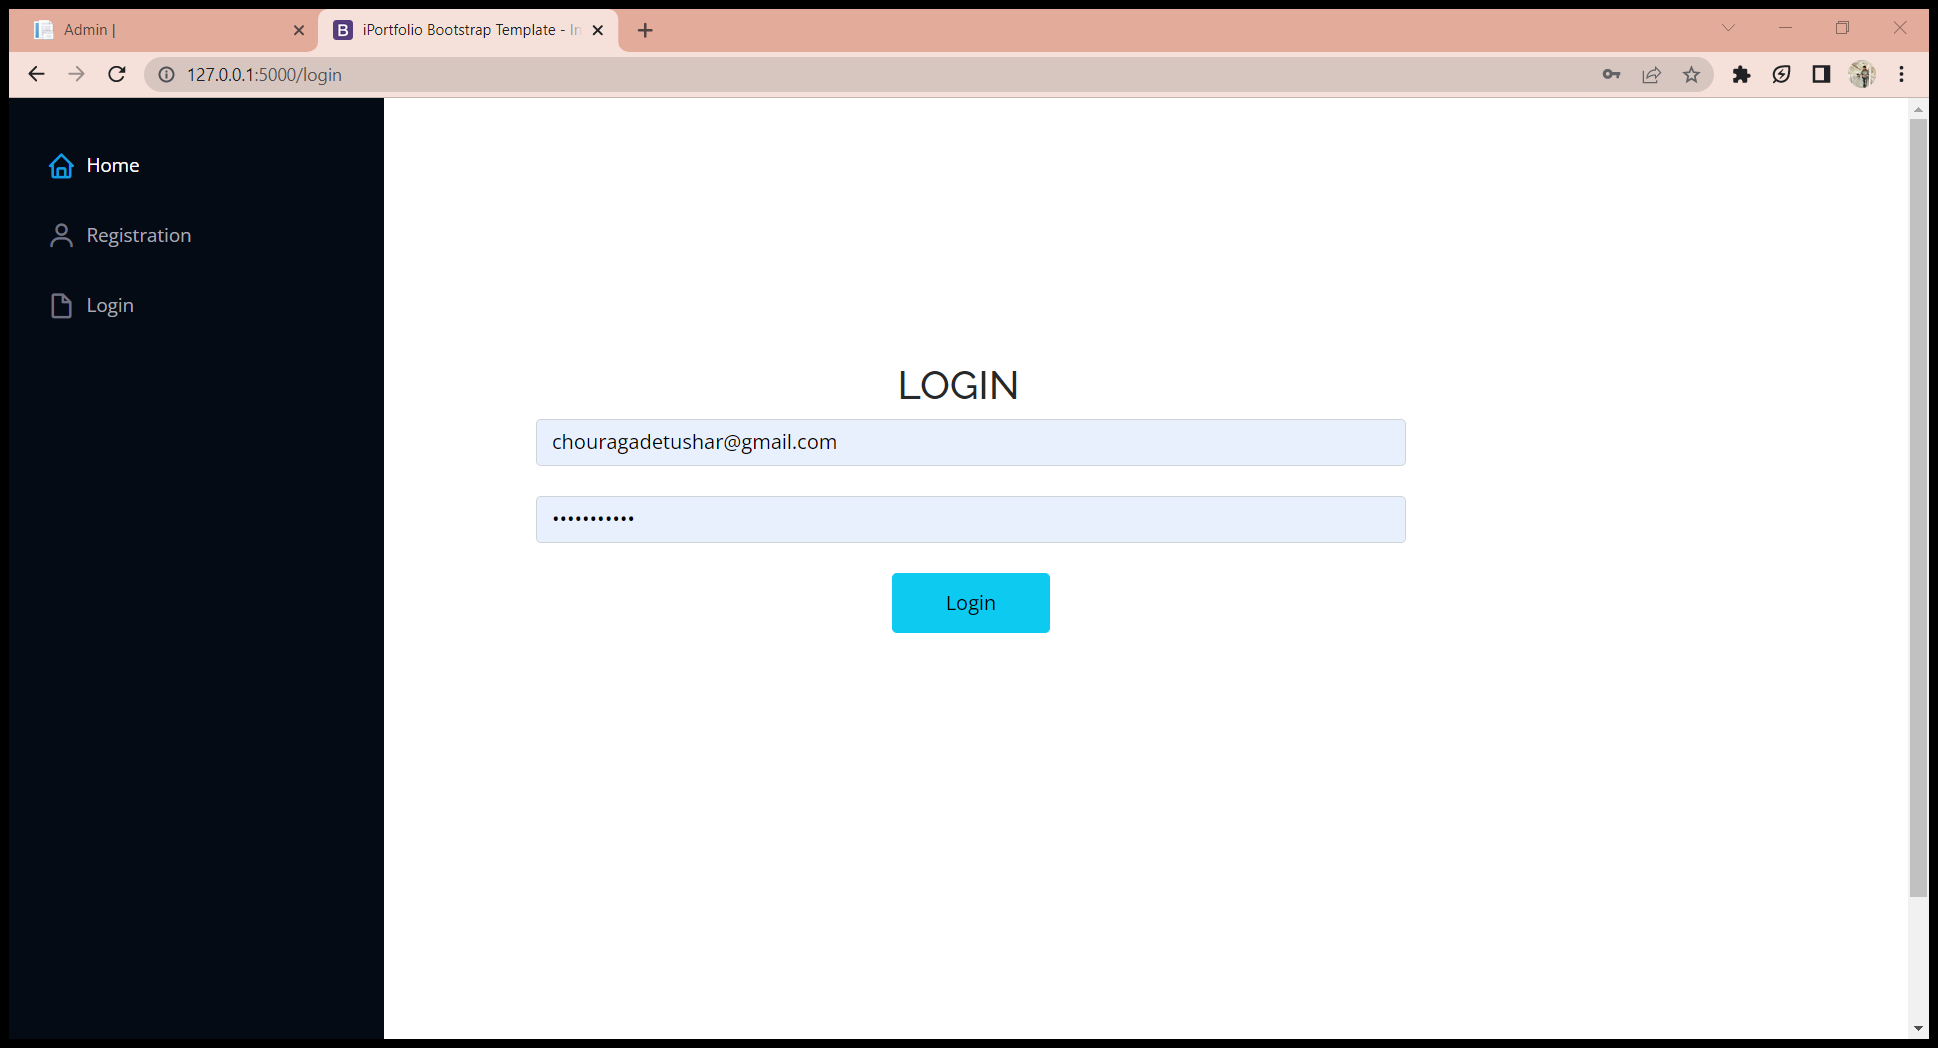 Admin |
B iPortfolio Bootstrap Template - In
127.0.0.1:5000/login
Home
Registration
Login
LOGIN
chouragadetushar@gmail.com
•••••••••••
Login